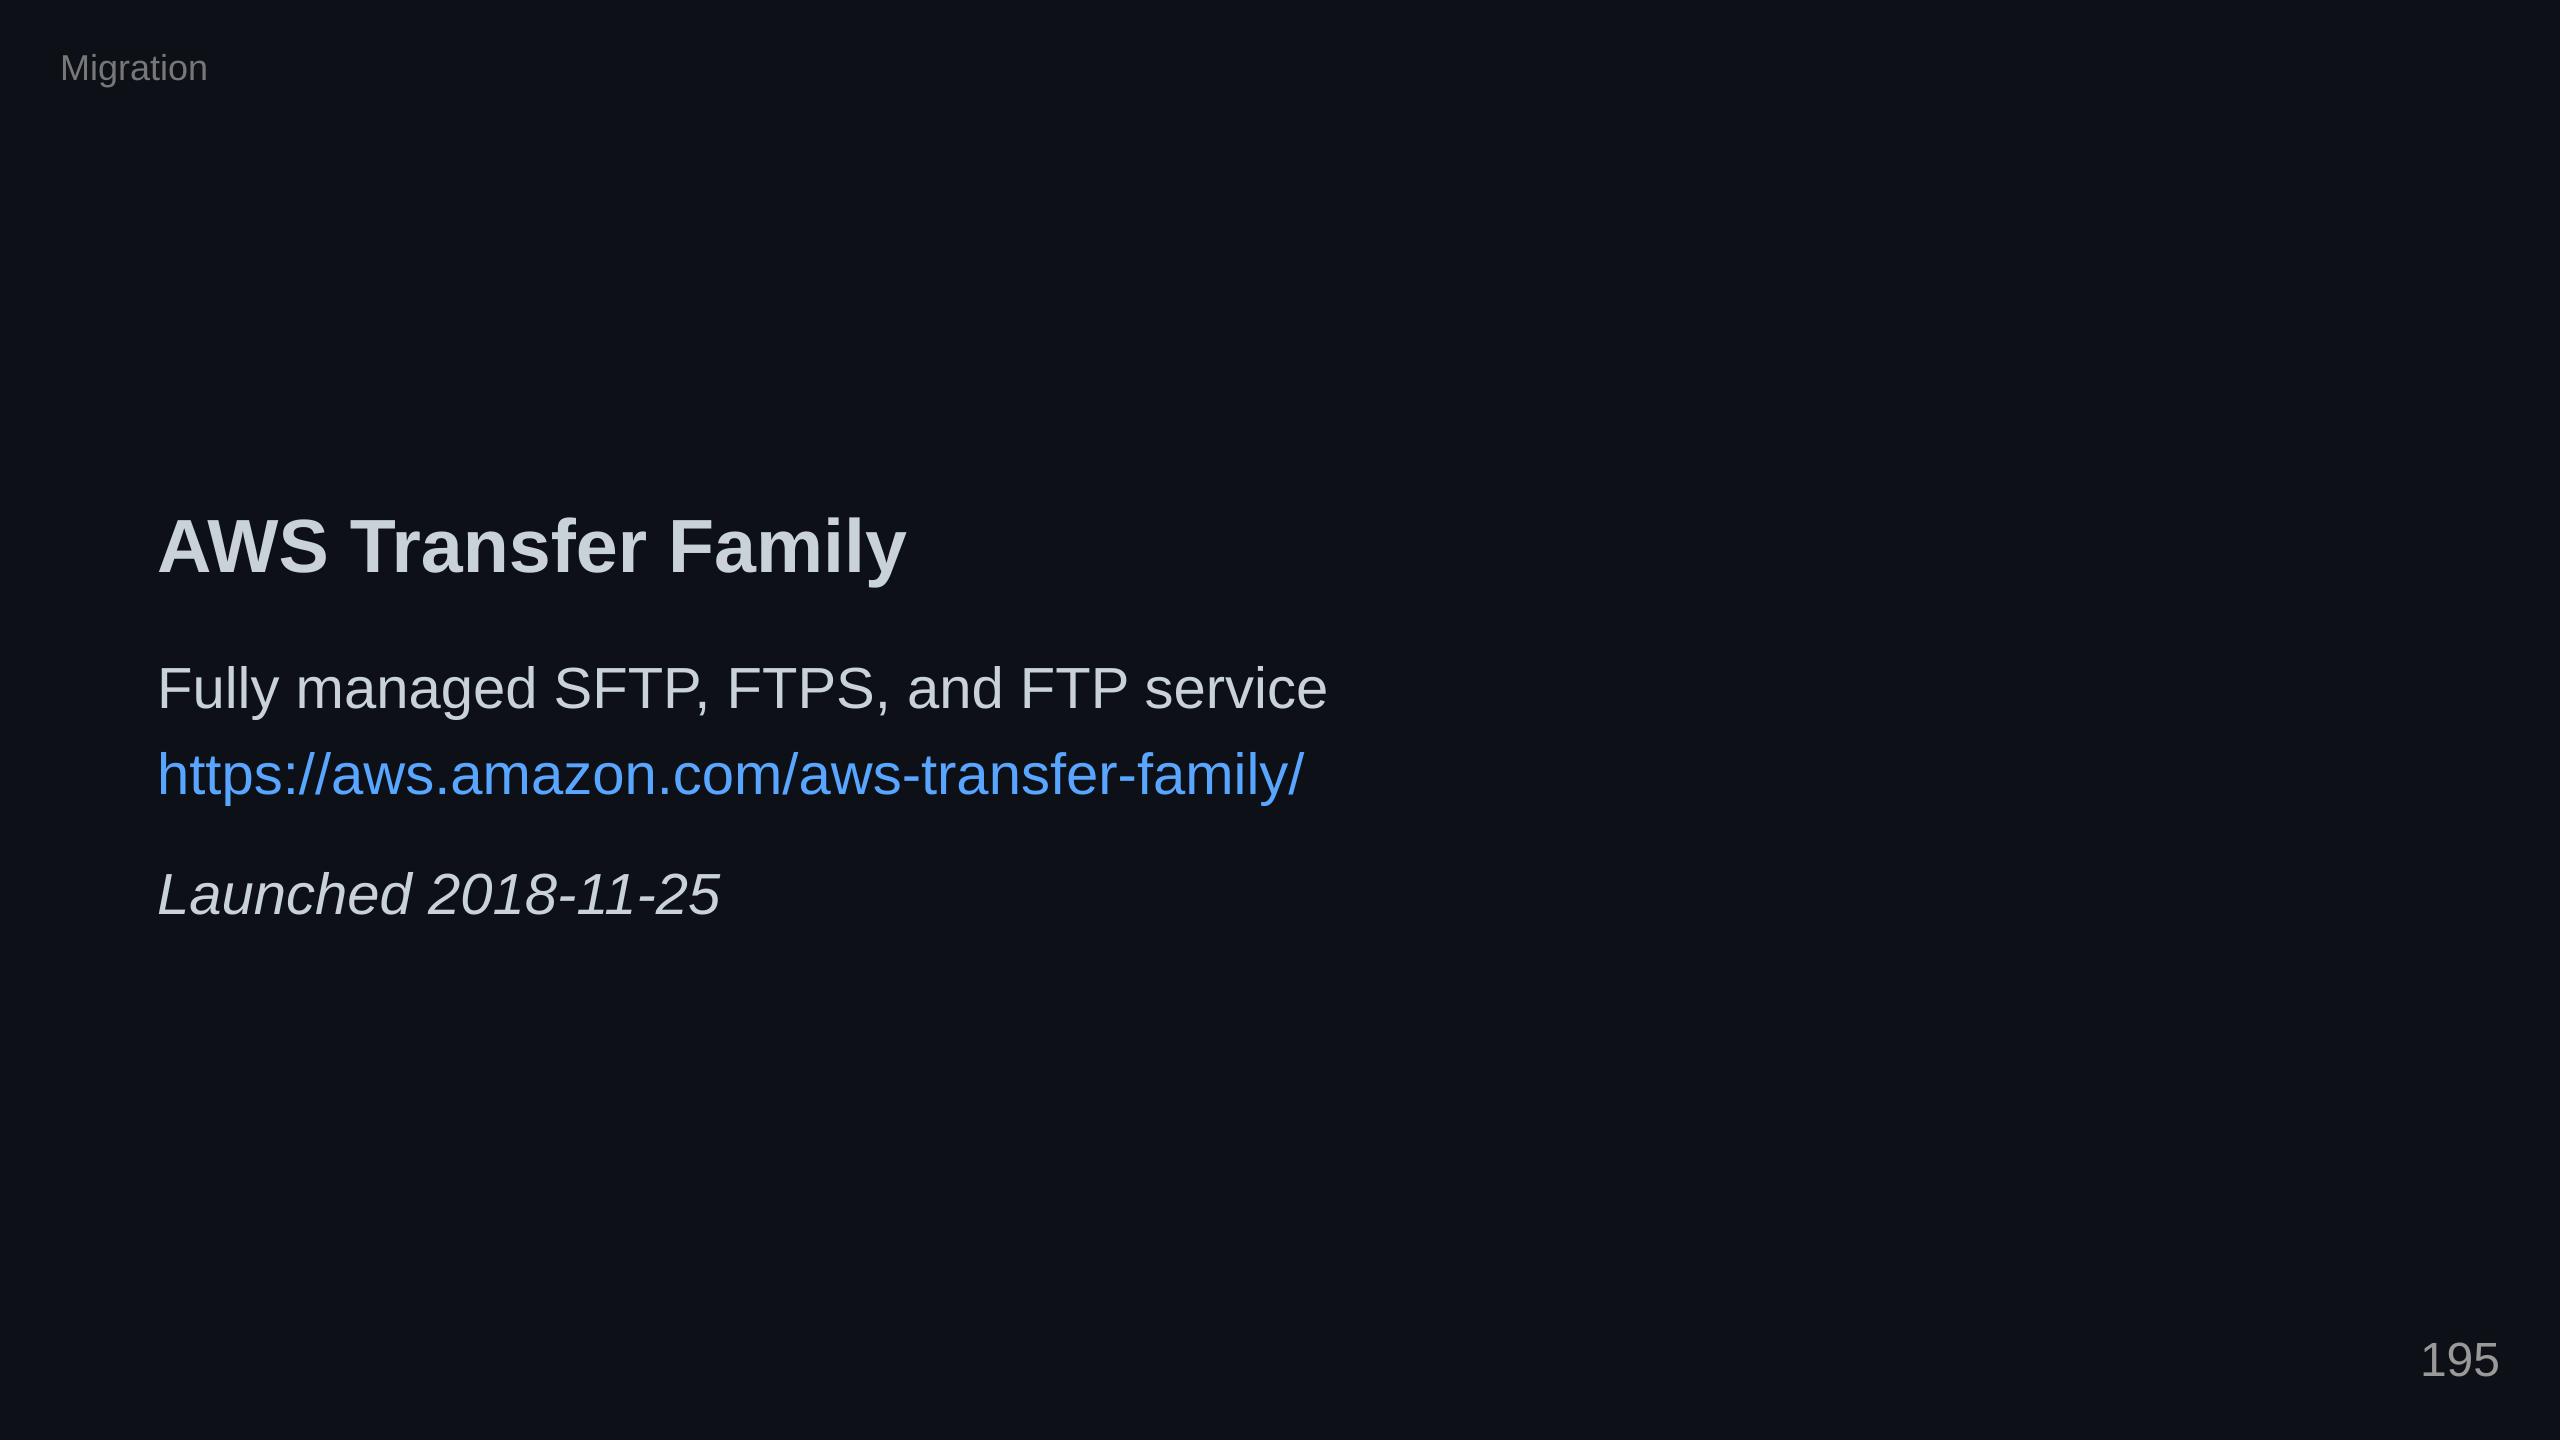 Migration
AWS Transfer Family
Fully managed SFTP, FTPS, and FTP service
https://aws.amazon.com/aws-transfer-family/
Launched 2018-11-25
195